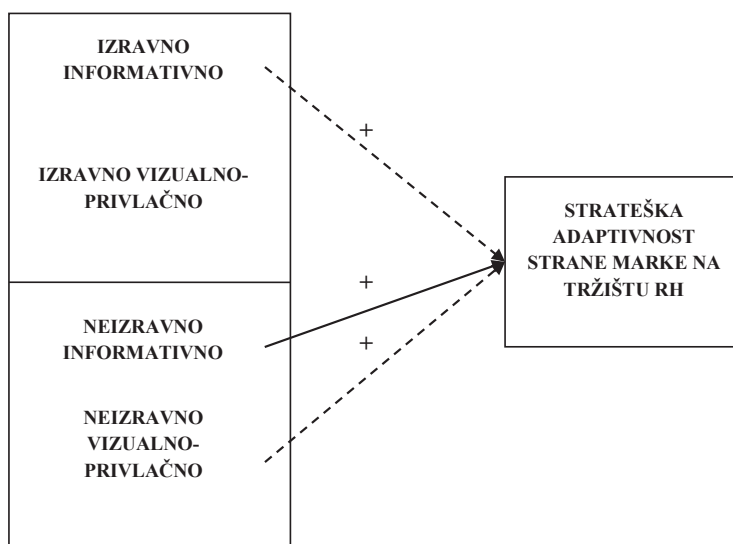 IZRAVNO
INFORMATIVNO
+
IZRAVNO VIZUALNO-
PRIVLAČNO
STRATEŠKA
ADAPTIVNOST
STRANE MARKE NA
TRŽIŠTU RH
+
NEIZRAVNO
INFORMATIVNO
+
NEIZRAVNO
VIZUALNO-
PRIVLAČNO